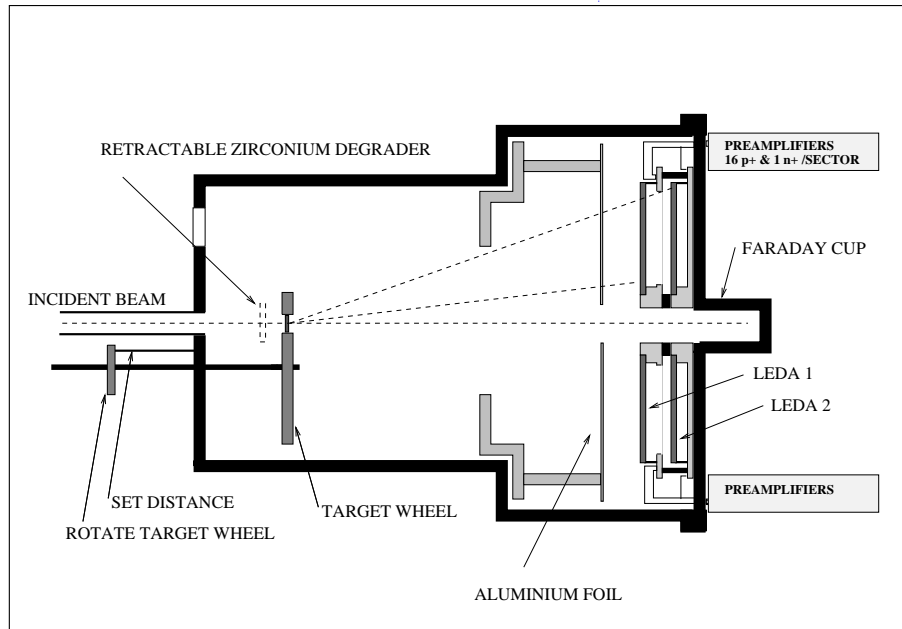 PREAMPLIFIERS
16 p+ & 1 n+ /SECTOR
RETRACTABLE ZIRCONIUM DEGRADER
FARADAY CUP
INCIDENT BEAM
LEDA 1
LEDA 2
SET DISTANCE
TARGET WHEEL
ROTATE TARGET WHEEL
PREAMPLIFIERS
ALUMINIUM FOIL